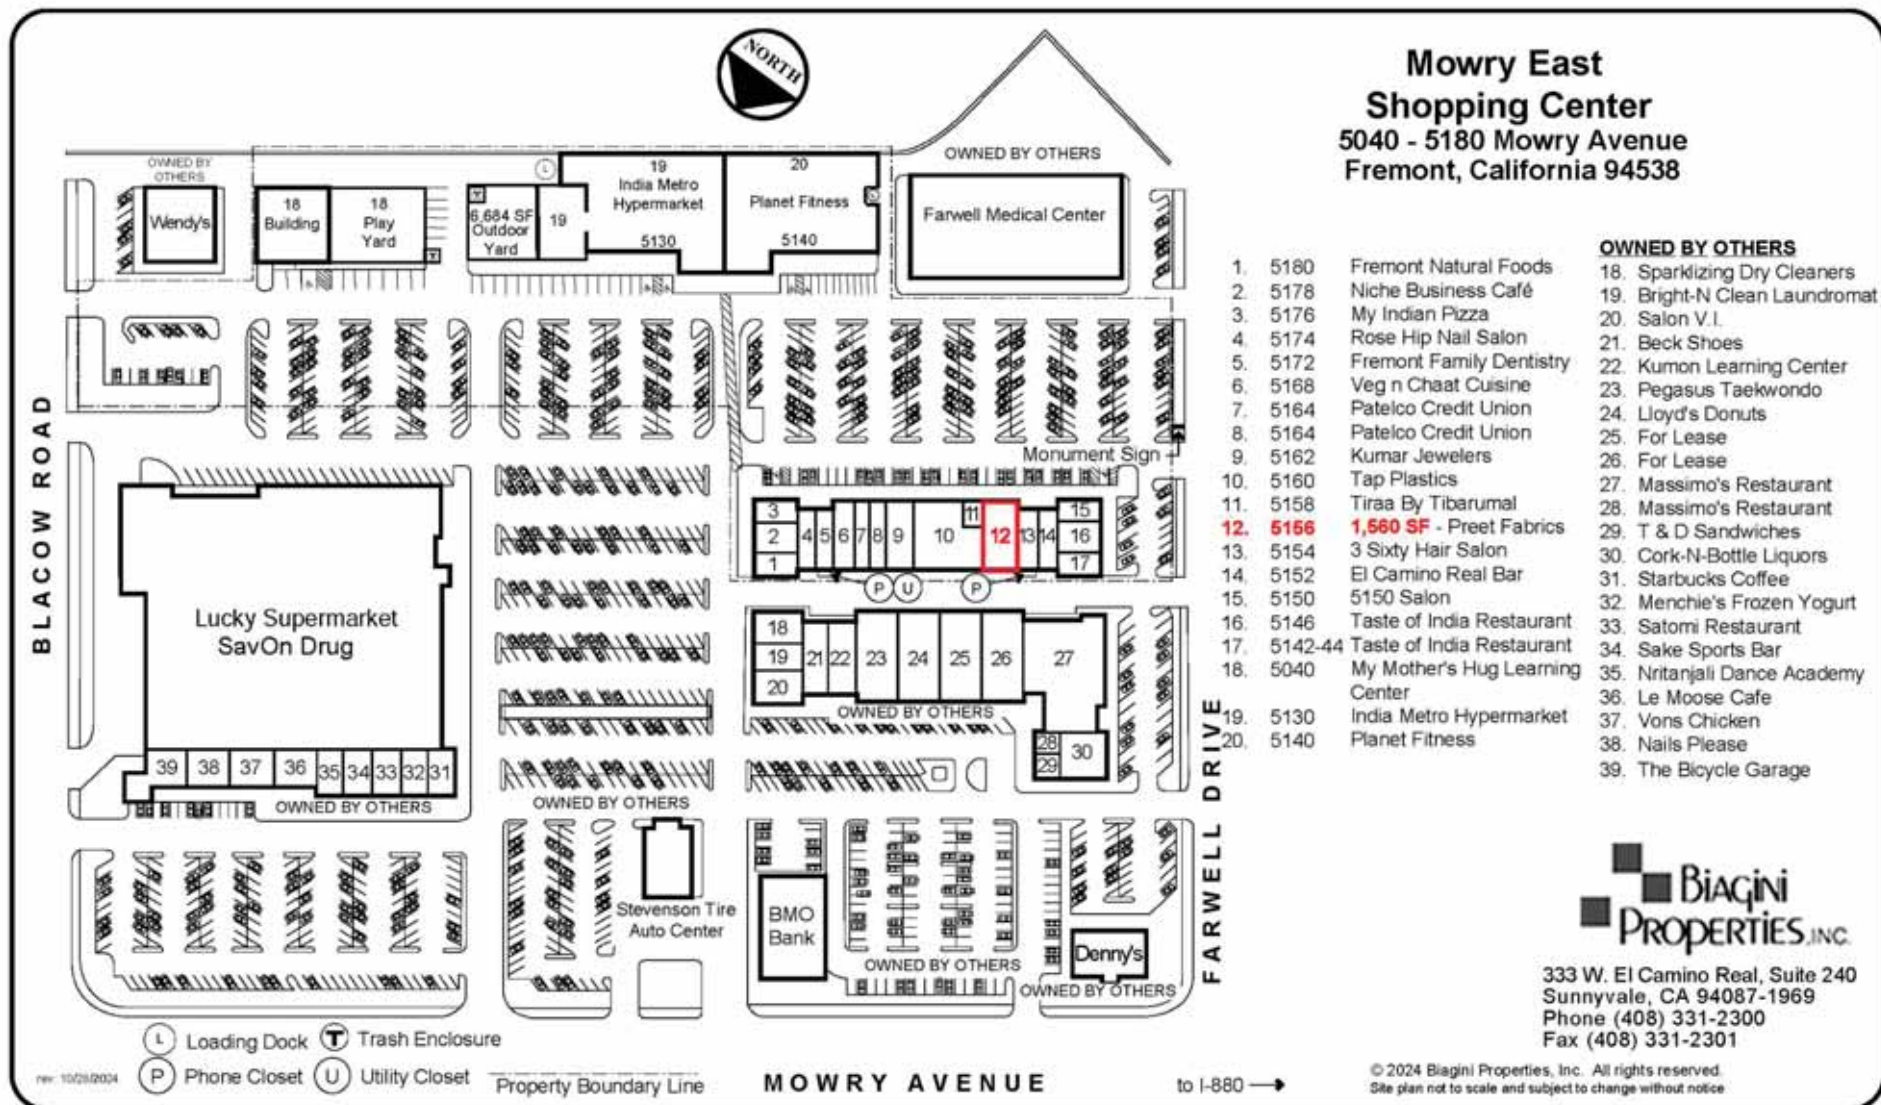 NORTH
Mowry East
Shopping Center
5040 - 5180 Mowry Avenue
Fremont, California 94538
OWNED BY
OTHERS
Wendy's
18
Building
18
Play
Yard
L
T
6,684 SF
Outdoor
Yard
19
19
India Metro
Hypermarket
5130
20
Planet Fitness
5140
OWNED BY OTHERS
Farwell Medical Center
Monument Sign
BLACOW ROAD
Lucky Supermarket
SavOn Drug
39 38 37 36 35 34 33 32 31
OWNED BY OTHERS
3
2
1
4 5 6 7 8 9 10 11 12 13 14
15
16
17
P U P
18
19
20
21 22 23 24 25 26 27
OWNED BY OTHERS
28
29
30
OWNED BY OTHERS
Stevenson Tire
Auto Center
BMO
Bank
OWNED BY OTHERS
Denny's
OWNED BY OTHERS
FARWELL DRIVE
1. 5180 Fremont Natural Foods
2. 5178 Niche Business Café
3. 5176 My Indian Pizza
4. 5174 Rose Hip Nail Salon
5. 5172 Fremont Family Dentistry
6. 5168 Veg n Chaat Cuisine
7. 5164 Patelco Credit Union
8. 5164 Patelco Credit Union
9. 5162 Kumar Jewelers
10. 5160 Tap Plastics
11. 5158 Tiraa By Tibarumal
12. 5156 1,560 SF - Preet Fabrics
13. 5154 3 Sixty Hair Salon
14. 5152 El Camino Real Bar
15. 5150 5150 Salon
16. 5146 Taste of India Restaurant
17. 5142-44 Taste of India Restaurant
18. 5040 My Mother's Hug Learning
Center
19. 5130 India Metro Hypermarket
20. 5140 Planet Fitness
OWNED BY OTHERS
18. Sparklizing Dry Cleaners
19. Bright-N Clean Laundromat
20. Salon V.I.
21. Beck Shoes
22. Kumon Learning Center
23. Pegasus Taekwondo
24. Lloyd's Donuts
25. For Lease
26. For Lease
27. Massimo's Restaurant
28. Massimo's Restaurant
29. T & D Sandwiches
30. Cork-N-Bottle Liquors
31. Starbucks Coffee
32. Menchie's Frozen Yogurt
33. Satomi Restaurant
34. Sake Sports Bar
35. Nritanjali Dance Academy
36. Le Moose Cafe
37. Vons Chicken
38. Nails Please
39. The Bicycle Garage
BIAGINI
PROPERTIES, INC.
333 W. El Camino Real, Suite 240
Sunnyvale, CA 94087-1969
Phone (408) 331-2300
Fax (408) 331-2301
© 2024 Biagini Properties, Inc. All rights reserved.
Site plan not to scale and subject to change without notice
L Loading Dock T Trash Enclosure
P Phone Closet U Utility Closet
Property Boundary Line
MOWRY AVENUE
to I-880
rev. 10/28/2024